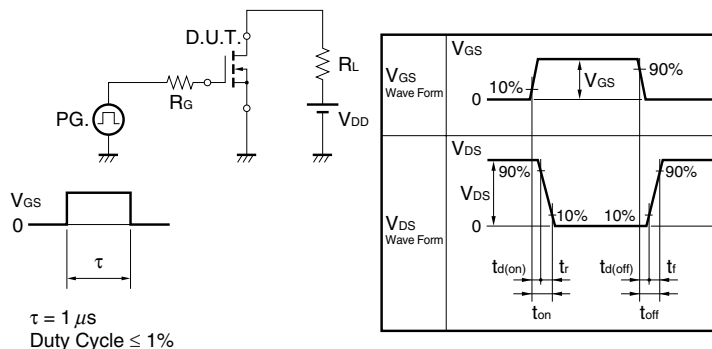 D.U.T.
RL
RG
PG.
VDD
VGS
0
τ
τ = 1 μs
Duty Cycle ≤ 1%
VGS
Wave Form
VGS
10%
VGS
90%
0
VDS
Wave Form
VDS
90%
90%
VDS
10%
10%
0
td(on)
tr
td(off)
tf
ton
toff